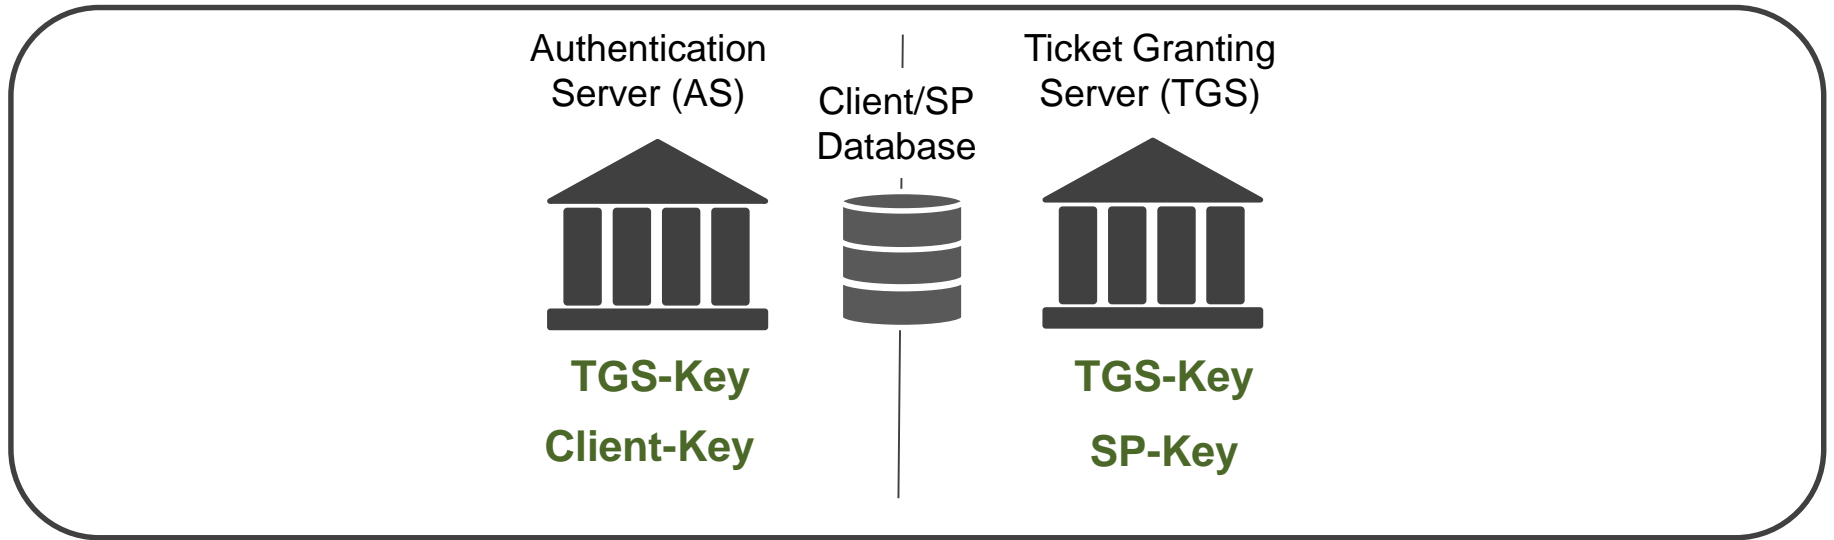 Authentication
Server (AS)
TGS-Key
Client-Key
Client/SP
Database
Ticket Granting
Server (TGS)
TGS-Key
SP-Key